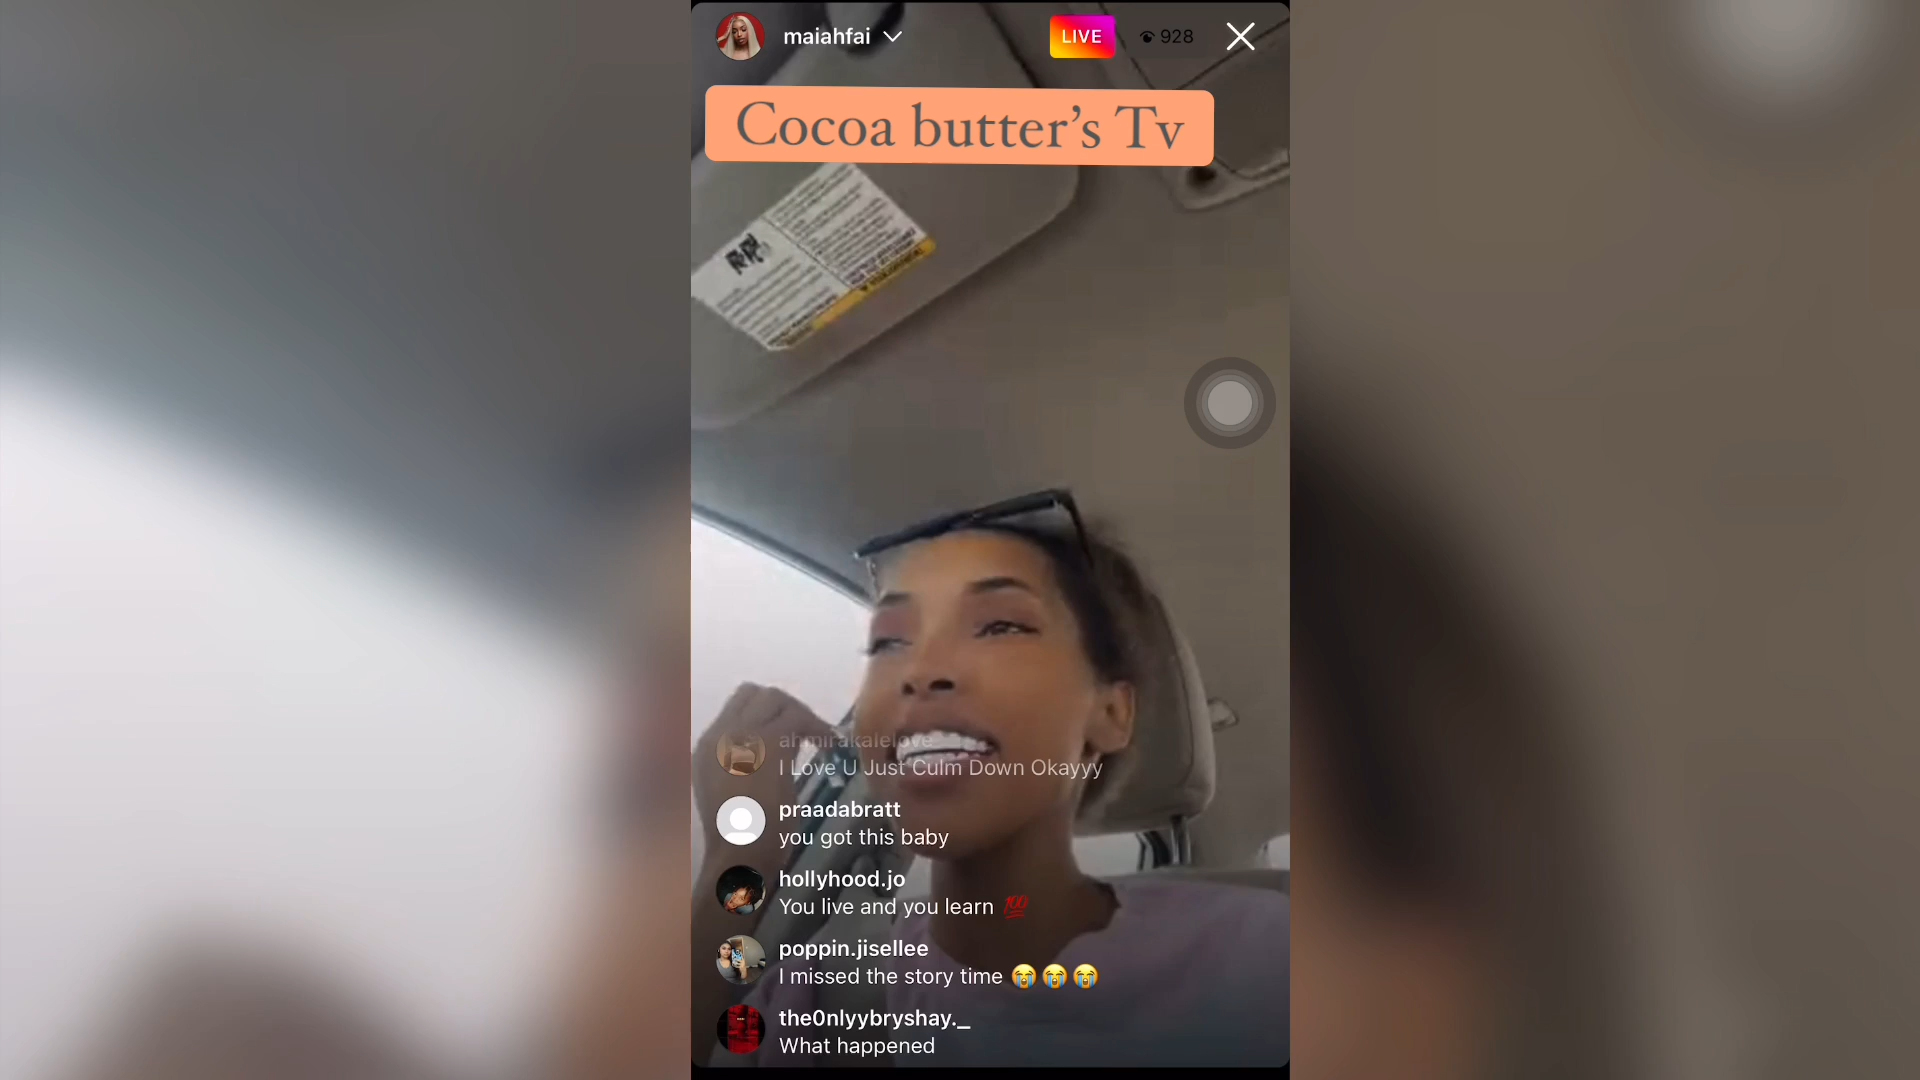 maiahfai
LIVE
928
Cocoa butter's Tv
ahmirakalelove
I Love U Just Culm Down Okayyy
praadabratt
you got this baby
hollyhood.jo
You live and you learn 💯
poppin.jisellee
I missed the story time 😭😭😭
the0nlyybryshay._
What happened